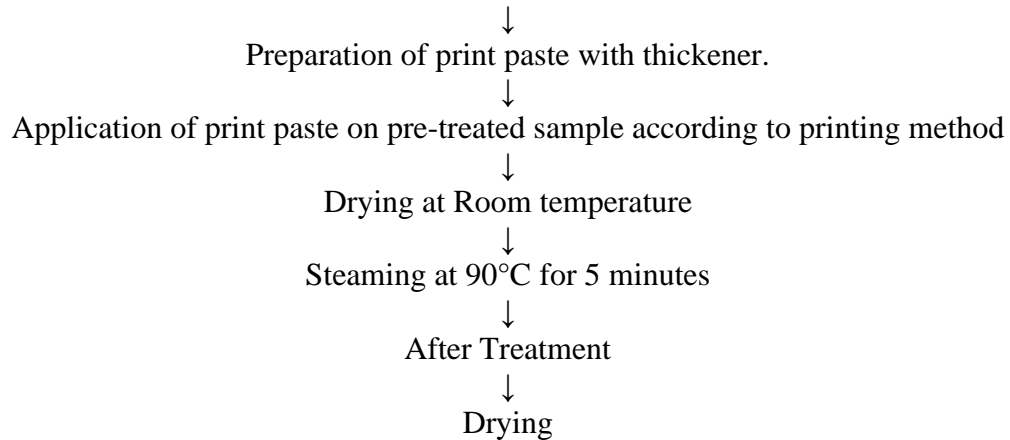 ↓
Preparation of print paste with thickener.
↓
Application of print paste on pre-treated sample according to printing method
↓
Drying at Room temperature
↓
Steaming at 90°C for 5 minutes
↓
After Treatment
↓
Drying